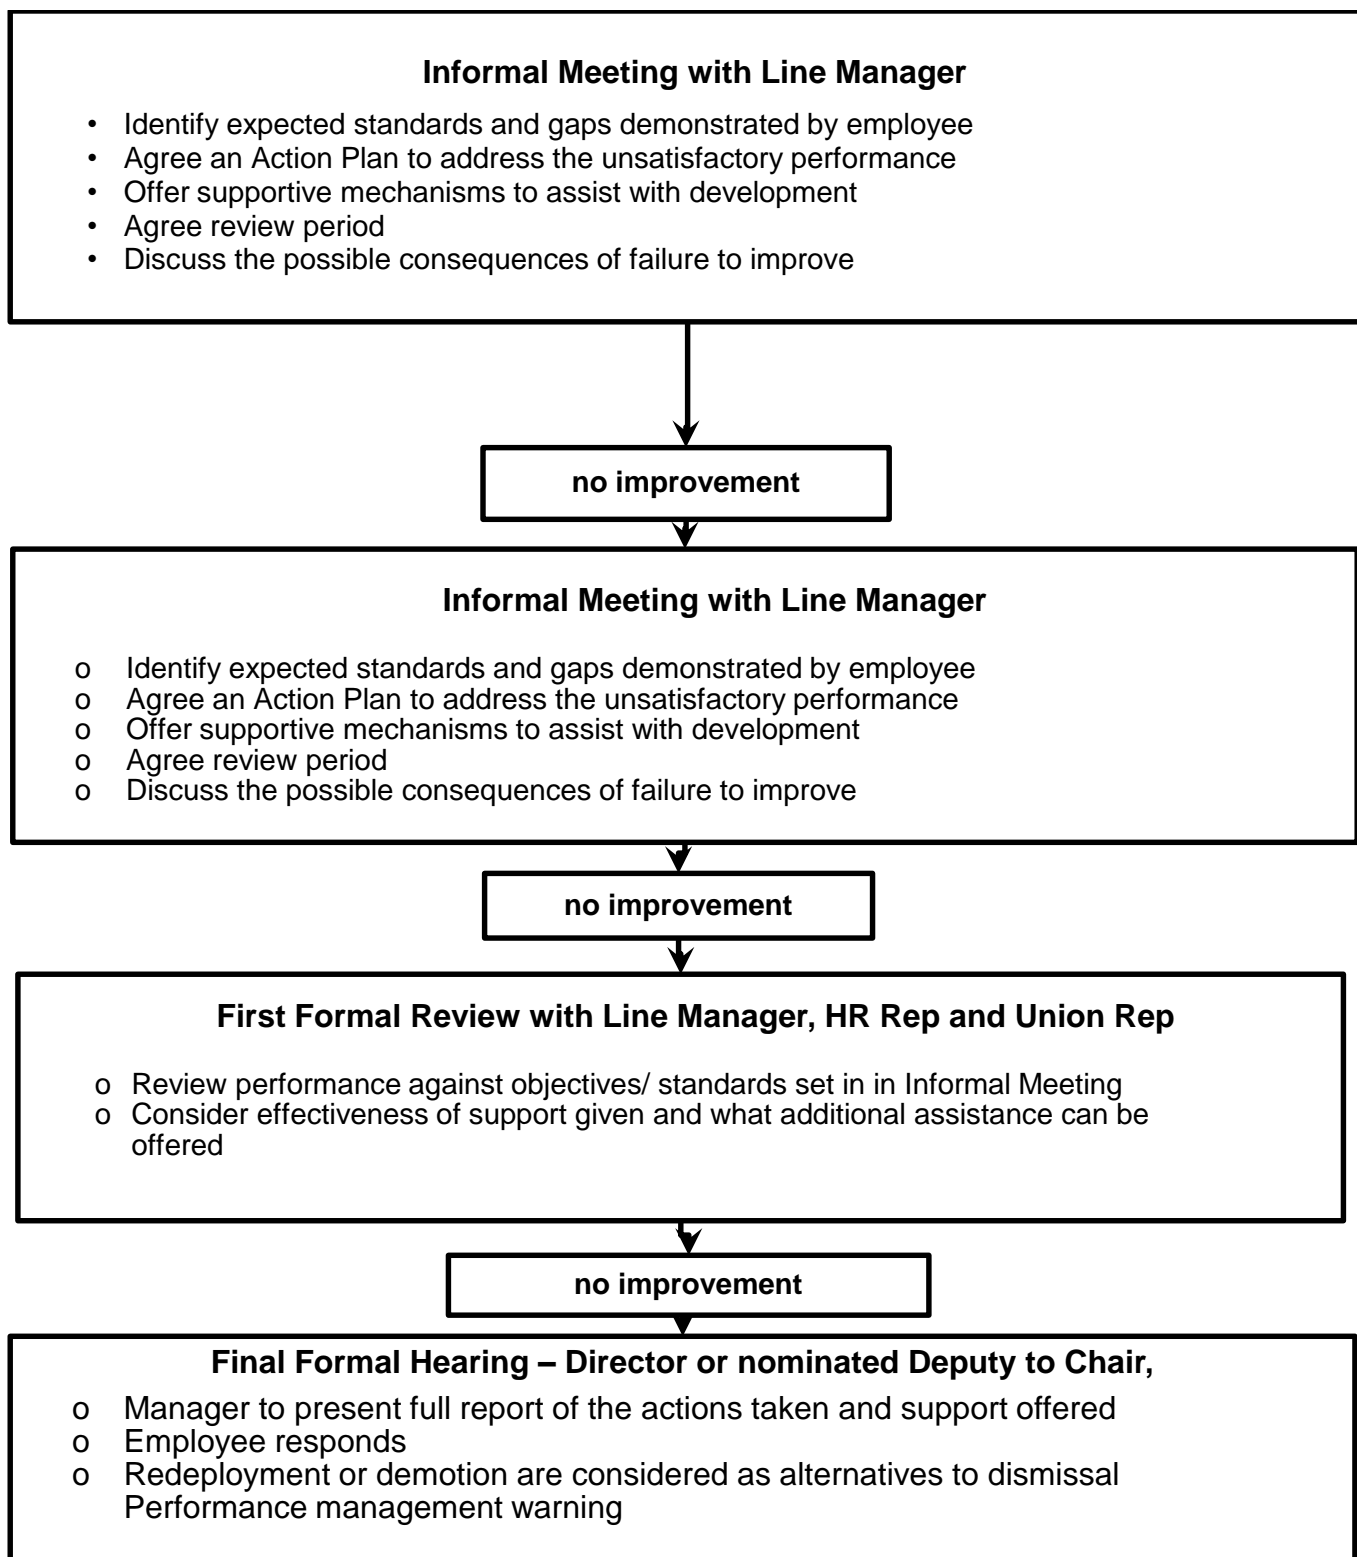 Informal Meeting with Line Manager
• Identify expected standards and gaps demonstrated by employee
• Agree an Action Plan to address the unsatisfactory performance
• Offer supportive mechanisms to assist with development
• Agree review period
• Discuss the possible consequences of failure to improve
no improvement
Informal Meeting with Line Manager
o Identify expected standards and gaps demonstrated by employee
o Agree an Action Plan to address the unsatisfactory performance
o Offer supportive mechanisms to assist with development
o Agree review period
o Discuss the possible consequences of failure to improve
no improvement
First Formal Review with Line Manager, HR Rep and Union Rep
o Review performance against objectives/ standards set in in Informal Meeting
o Consider effectiveness of support given and what additional assistance can be
offered
no improvement
Final Formal Hearing – Director or nominated Deputy to Chair,
o Manager to present full report of the actions taken and support offered
o Employee responds
o Redeployment or demotion are considered as alternatives to dismissal
Performance management warning